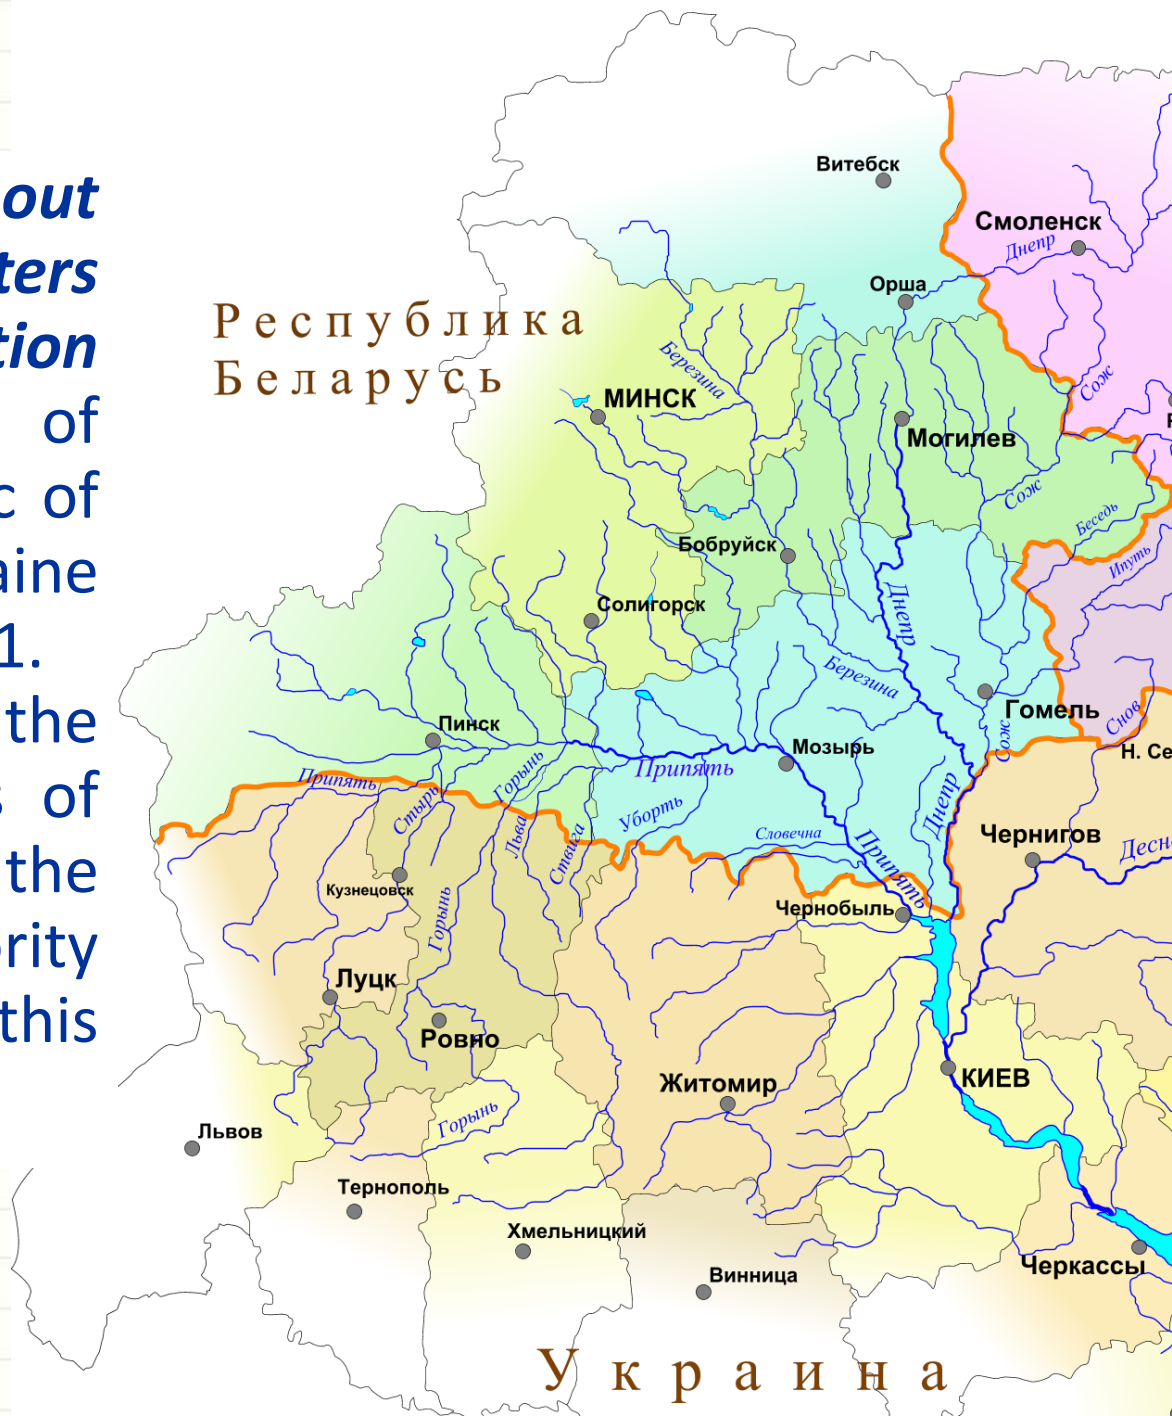 out
ters
tion
of
c of
aine
1.
the
s of
the
ority
this
Витебск
Смоленск
Днепр
Орша
Республика
Беларусь
Березина
МИНСК
Сож
Могилев
Сож
Беседь
Бобруйск
Ипуть
Солигорск
Днепр
Березина
Гомель
Снов
Сож
Пинск
Н. Се
Мозырь
Припять
Припять
Горынь
Стырь
Уборть
Днепр
Львa
Ствига
Словечна
Припять
Чернигов
Десна
Кузнецовск
Чернобыль
Горынь
Луцк
Ровно
КИЕВ
Житомир
Горынь
Львов
Тернополь
Хмельницкий
Черкассы
Винница
Украина